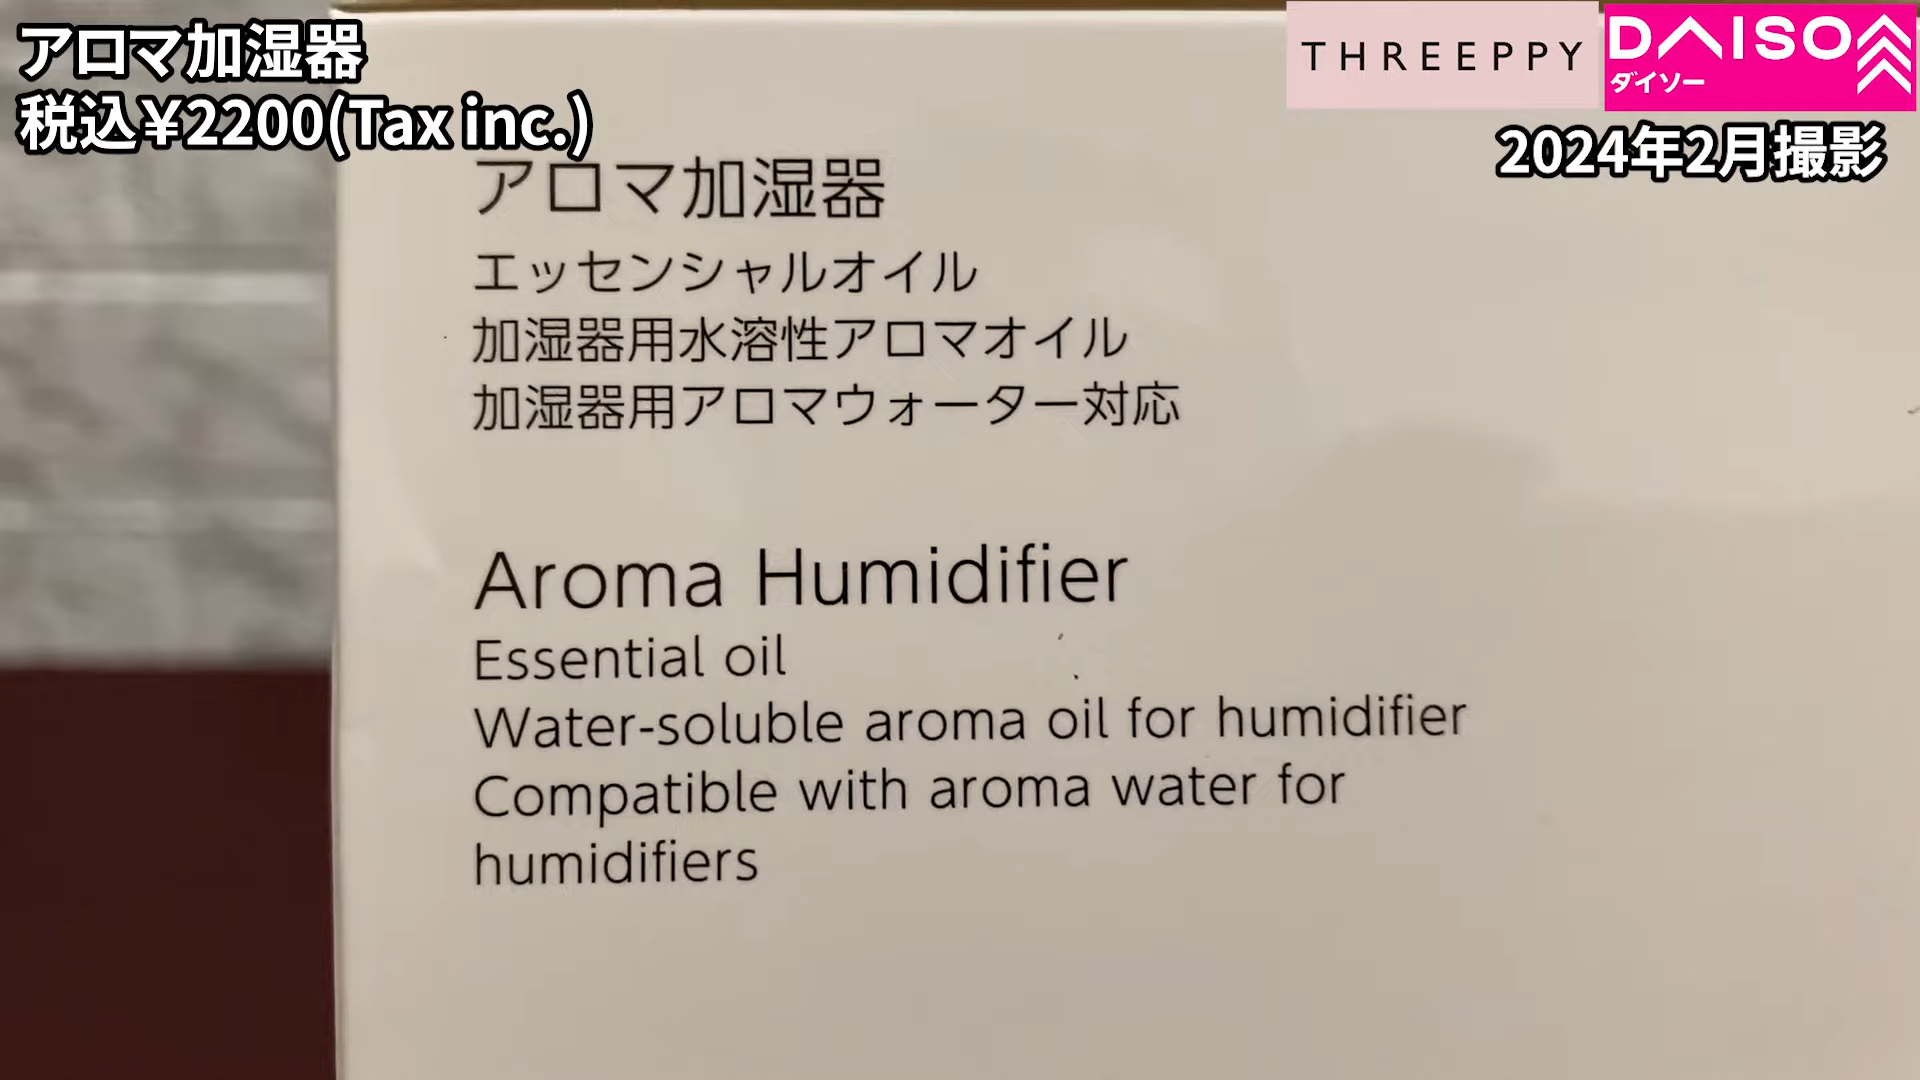 アロマ加湿器
税込¥2200(Tax inc.)
THREEPPY
DAISO
ダイソー
2024年2月撮影
アロマ加湿器
エッセンシャルオイル
加湿器用水溶性アロマオイル
加湿器用アロマウォーター対応
Aroma Humidifier
Essential oil
Water-soluble aroma oil for humidifier
Compatible with aroma water for
humidifiers